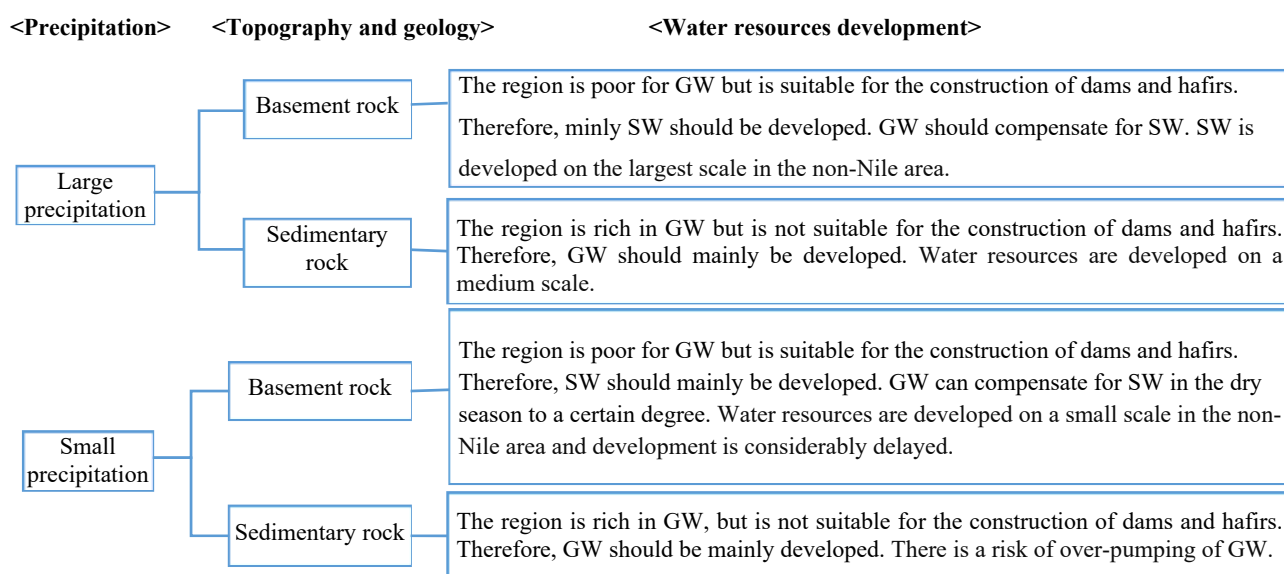 <Precipitation> <Topography and geology> <Water resources development>
Large
precipitation
Basement rock
The region is poor for GW but is suitable for the construction of dams and hafirs.
Therefore, minly SW should be developed. GW should compensate for SW. SW is
developed on the largest scale in the non-Nile area.
Sedimentary
rock
The region is rich in GW but is not suitable for the construction of dams and hafirs.
Therefore, GW should mainly be developed. Water resources are developed on a
medium scale.
Small
precipitation
Basement rock
The region is poor for GW but is suitable for the construction of dams and hafirs.
Therefore, SW should mainly be developed. GW can compensate for SW in the dry
season to a certain degree. Water resources are developed on a small scale in the non-
Nile area and development is considerably delayed.
Sedimentary rock
The region is rich in GW, but is not suitable for the construction of dams and hafirs.
Therefore, GW should be mainly developed. There is a risk of over-pumping of GW.